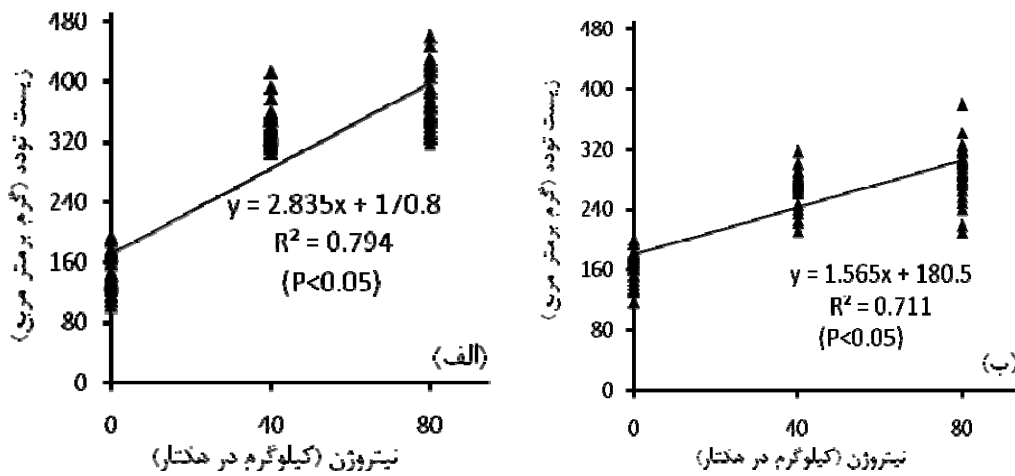 480
400
320
240
160
80
0
0
40
80
زیست توده (گرم بر متر مربع)
y = 2.835x + 1/0.8
R² = 0.794
(P<0.05)
(الف)
نیتروژن (کیلوگرم در هکتار)
480
400
320
240
160
80
0
0
40
80
زیست توده (گرم بر متر مربع)
y = 1.565x + 180.5
R² = 0.711
(P<0.05)
(ب)
نیتروژن (کیلوگرم در هکتار)